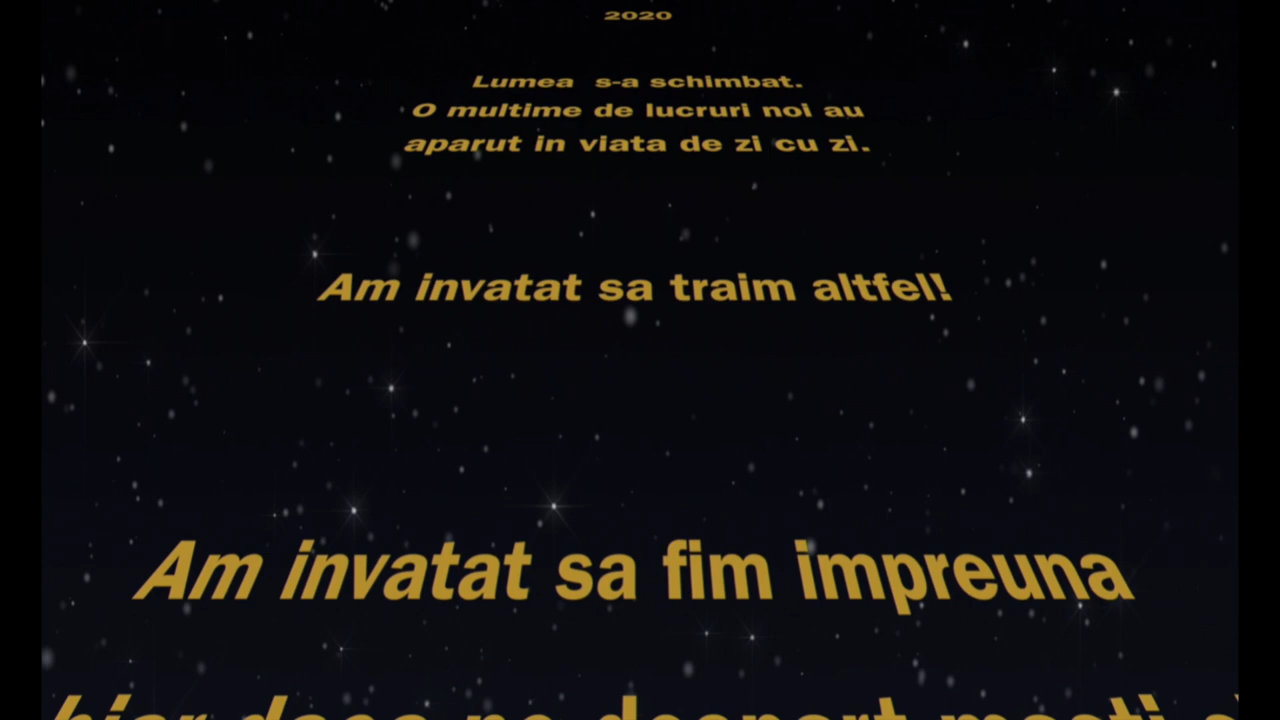 2020
Lumea s-a schimbat.
O multime de lucruri noi au
aparut in viata de zi cu zi.
Am invatat sa traim altfel!
Am invatat sa fim impreuna